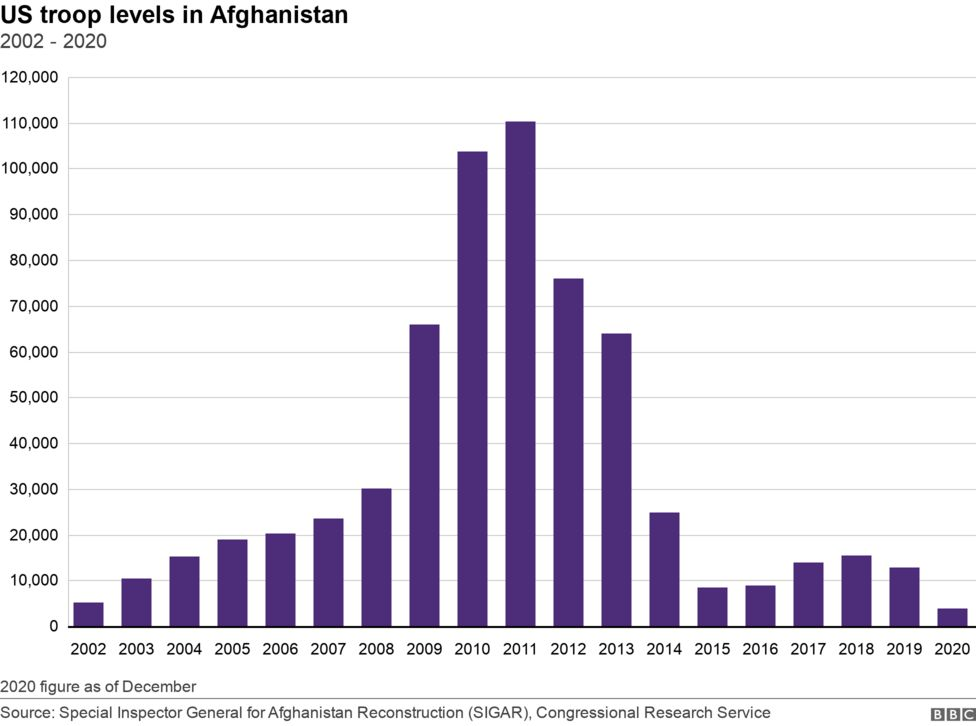 US troop levels in Afghanistan
2002 - 2020
120,000
110,000
100,000
90,000
80,000
70,000
60,000
50,000
40,000
30,000
20,000
10,000
0
2002 2003 2004 2005 2006 2007 2008 2009 2010 2011 2012 2013 2014 2015 2016 2017 2018 2019 2020
2020 figure as of December
Source: Special Inspector General for Afghanistan Reconstruction (SIGAR), Congressional Research Service
BBC